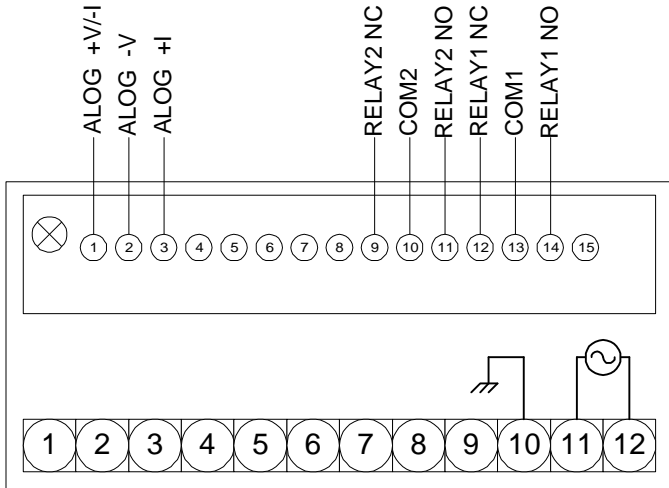 ALOG +V/-I
ALOG -V
ALOG +I
RELAY2 NC
COM2
RELAY2 NO
RELAY1 NC
COM1
RELAY1 NO
1 2 3 4 5 6 7 8 9 10 11 12 13 14 15
1 2 3 4 5 6 7 8 9 10 11 12